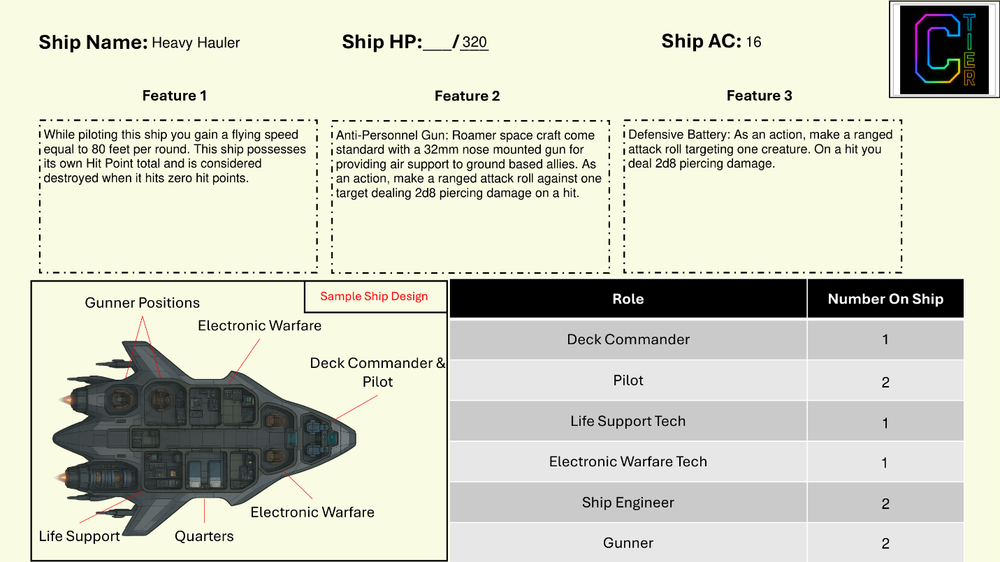 Ship Name: Heavy Hauler
Ship HP:___/320
Ship AC: 16
C TIER
Feature 1
Feature 2
Feature 3
While piloting this ship you gain a flying speed
equal to 80 feet per round. This ship possesses
its own Hit Point total and is considered
destroyed when it hits zero hit points.
Anti-Personnel Gun: Roamer space craft come
standard with a 32mm nose mounted gun for
providing air support to ground based allies. As
an action, make a ranged attack roll against one
target dealing 2d8 piercing damage on a hit.
Defensive Battery: As an action, make a ranged
attack roll targeting one creature. On a hit you
deal 2d8 piercing damage.
Sample Ship Design
Gunner Positions
Electronic Warfare
Deck Commander &
Pilot
Electronic Warfare
Life Support
Quarters
Role Number On Ship
Deck Commander 1
Pilot 2
Life Support Tech 1
Electronic Warfare Tech 1
Ship Engineer 2
Gunner 2